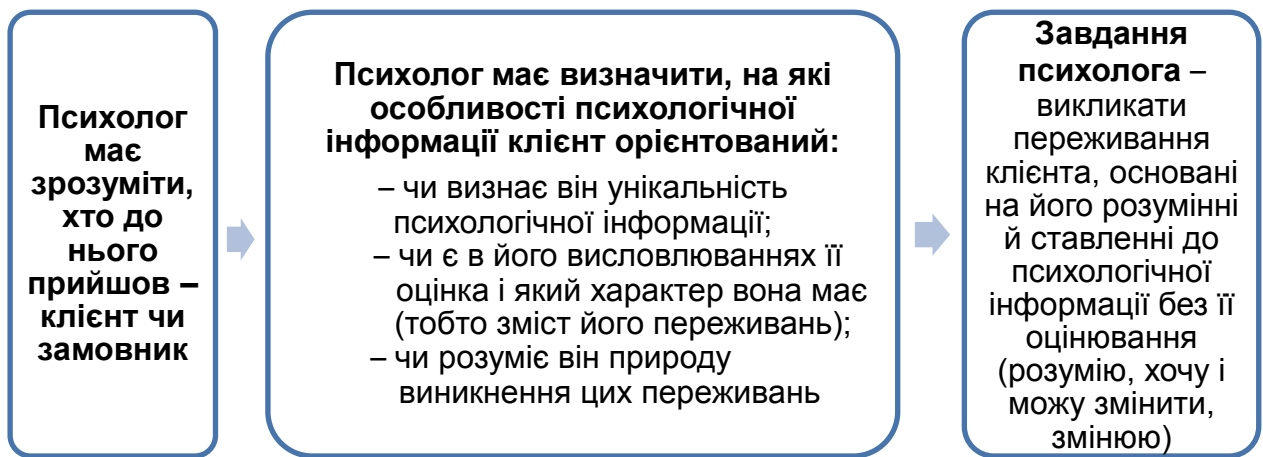 Психолог
має
зрозуміти,
хто до
нього
прийшов –
клієнт чи
замовник
Психолог має визначити, на які
особливості психологічної
інформації клієнт орієнтований:
– чи визнає він унікальність
психологічної інформації;
– чи є в його висловлюваннях її
оцінка і який характер вона має
(тобто зміст його переживань);
– чи розуміє він природу
виникнення цих переживань
Завдання
психолога –
викликати
переживання
клієнта, основані
на його розумінні
й ставленні до
психологічної
інформації без її
оцінювання
(розумію, хочу і
можу змінити,
змінюю)